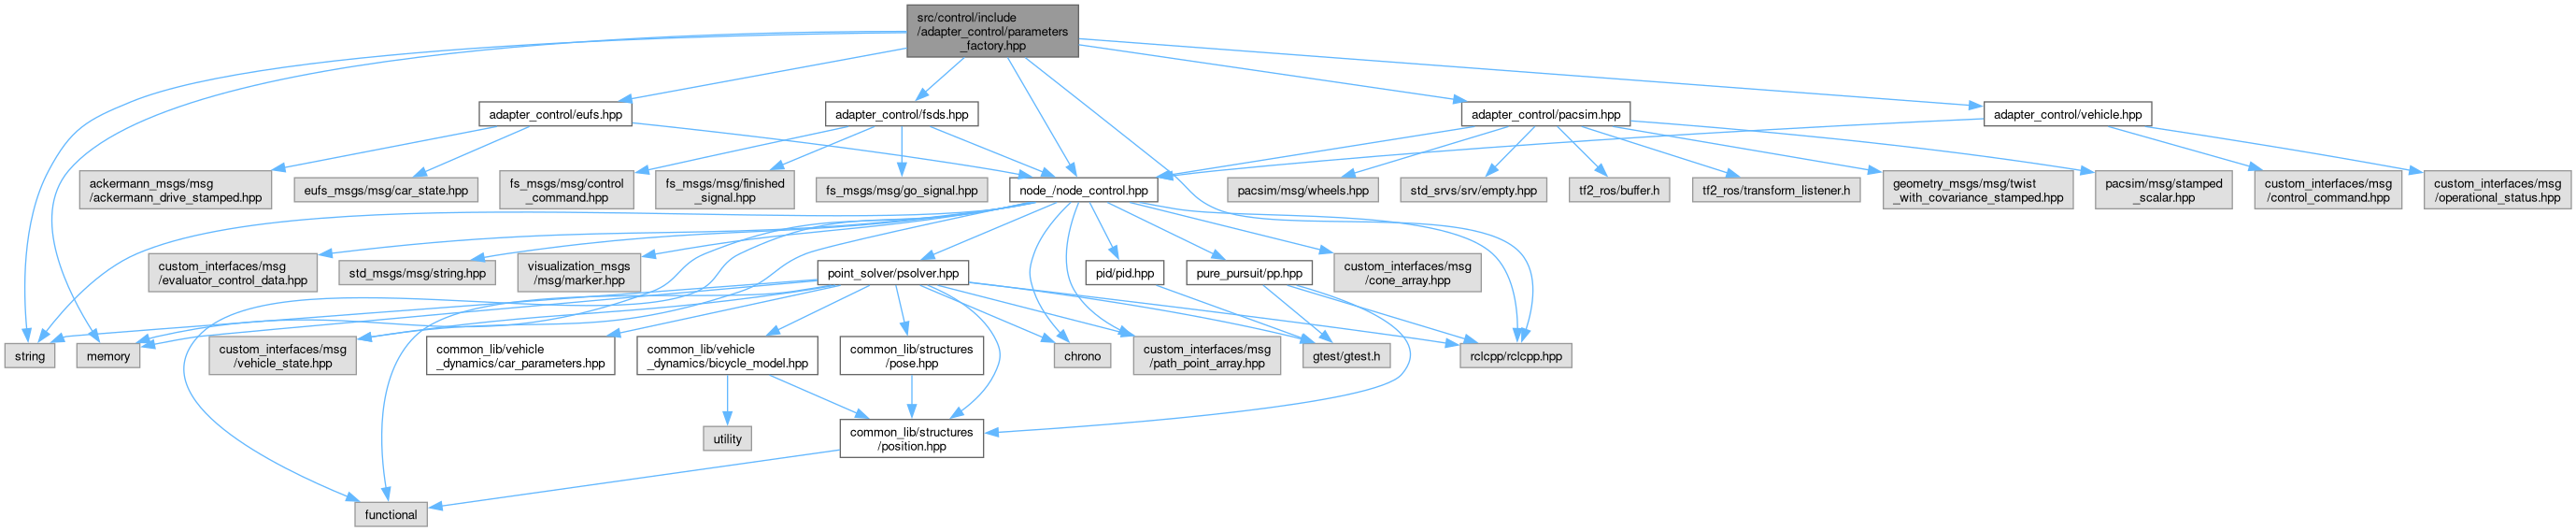 src/control/include
/adapter_control/parameters
_factory.hpp
adapter_control/eufs.hpp
adapter_control/fsds.hpp
adapter_control/pacsim.hpp
adapter_control/vehicle.hpp
ackermann_msgs/msg
/ackermann_drive_stamped.hpp
eufs_msgs/msg/car_state.hpp
fs_msgs/msg/control
_command.hpp
fs_msgs/msg/finished
_signal.hpp
fs_msgs/msg/go_signal.hpp
node_/node_control.hpp
pacsim/msg/wheels.hpp
std_srvs/srv/empty.hpp
tf2_ros/buffer.h
tf2_ros/transform_listener.h
geometry_msgs/msg/twist
_with_covariance_stamped.hpp
pacsim/msg/stamped
_scalar.hpp
custom_interfaces/msg
/control_command.hpp
custom_interfaces/msg
/operational_status.hpp
custom_interfaces/msg
/evaluator_control_data.hpp
std_msgs/msg/string.hpp
visualization_msgs
/msg/marker.hpp
point_solver/psolver.hpp
pid/pid.hpp
pure_pursuit/pp.hpp
custom_interfaces/msg
/cone_array.hpp
string
memory
custom_interfaces/msg
/vehicle_state.hpp
common_lib/vehicle
_dynamics/car_parameters.hpp
common_lib/vehicle
_dynamics/bicycle_model.hpp
common_lib/structures
/pose.hpp
chrono
custom_interfaces/msg
/path_point_array.hpp
gtest/gtest.h
rclcpp/rclcpp.hpp
utility
common_lib/structures
/position.hpp
functional